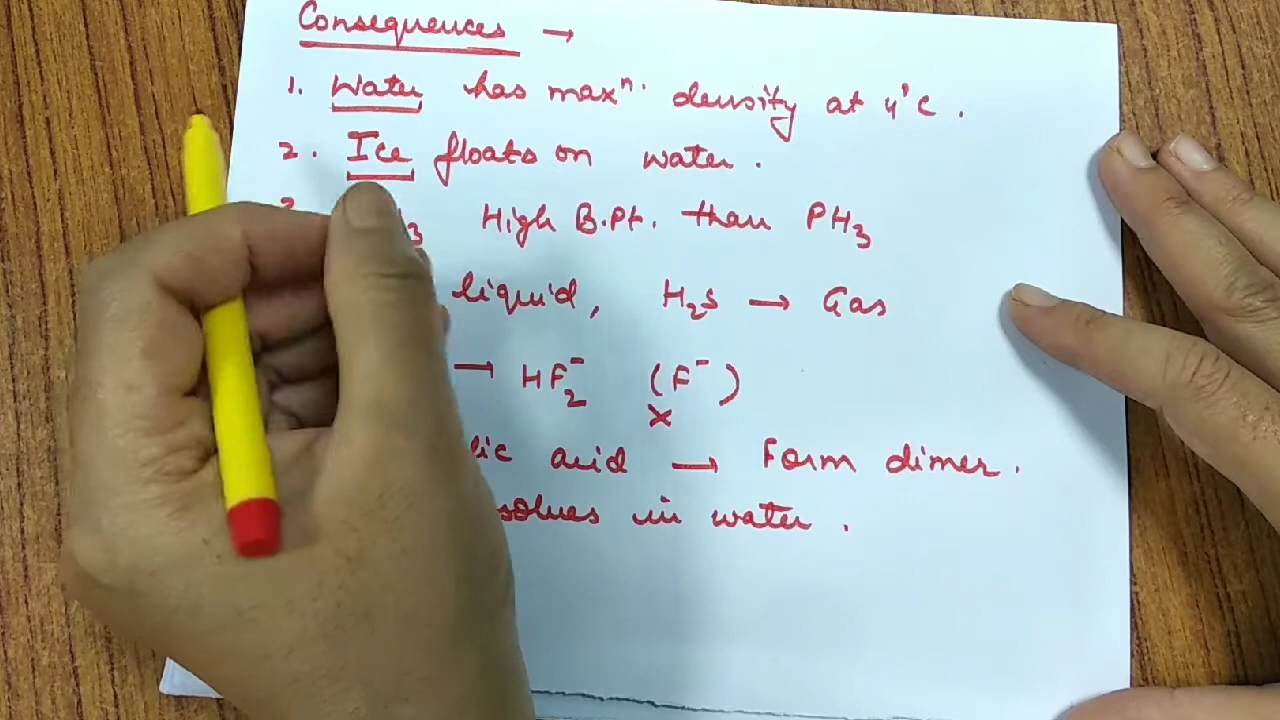 Consequences →
1. Water has maxⁿ. density at 4°C.
2. Ice floats on water.
3 High B.Pt. than PH₃
liquid, H₂S → Gas
→ HF₂⁻ (F⁻)
x
acid → Form dimer.
in water.